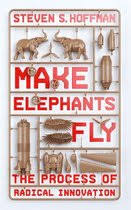 STEVEN S. HOFFMAN
MAKE
ELEPHANTS
FLY
THE PROCESS OF
RADICAL INNOVATION